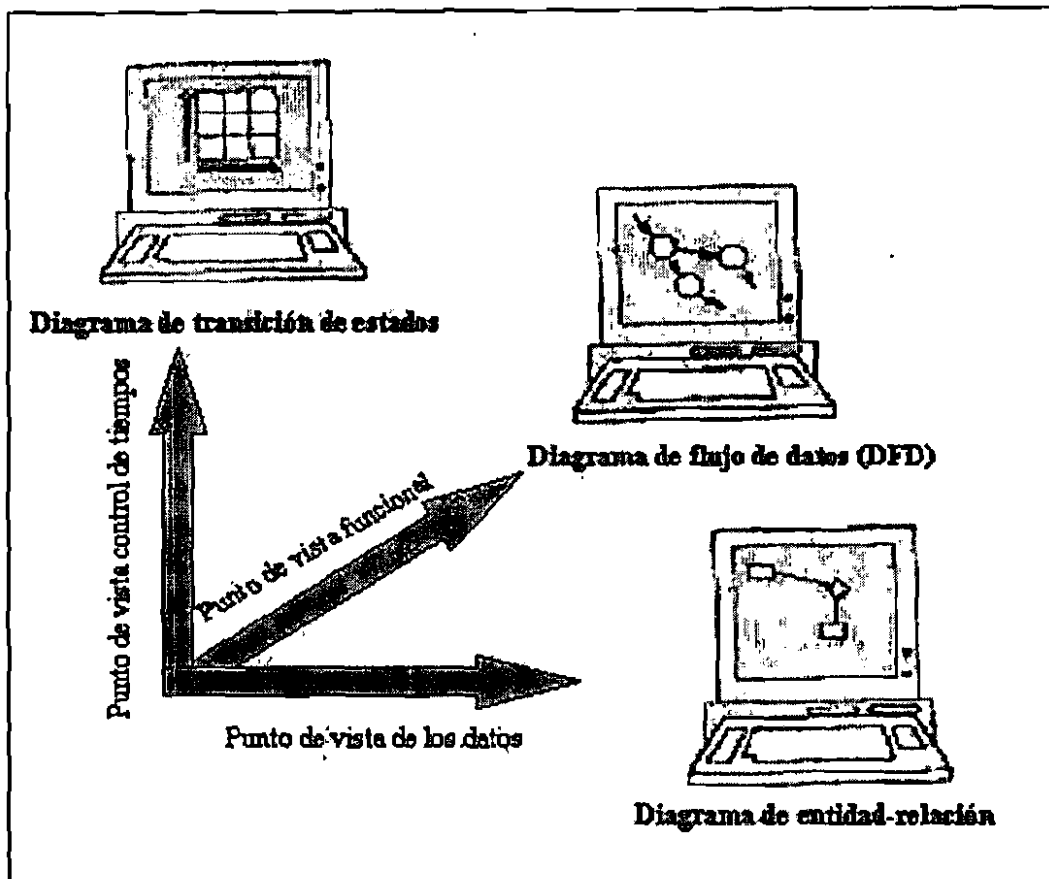 Diagrama de transición de estados
Diagrama de flujo de datos (DFD)
Punto de vista control de tiempos
Punto de vista funcional
Punto de vista de los datos
Diagrama de entidad-relación